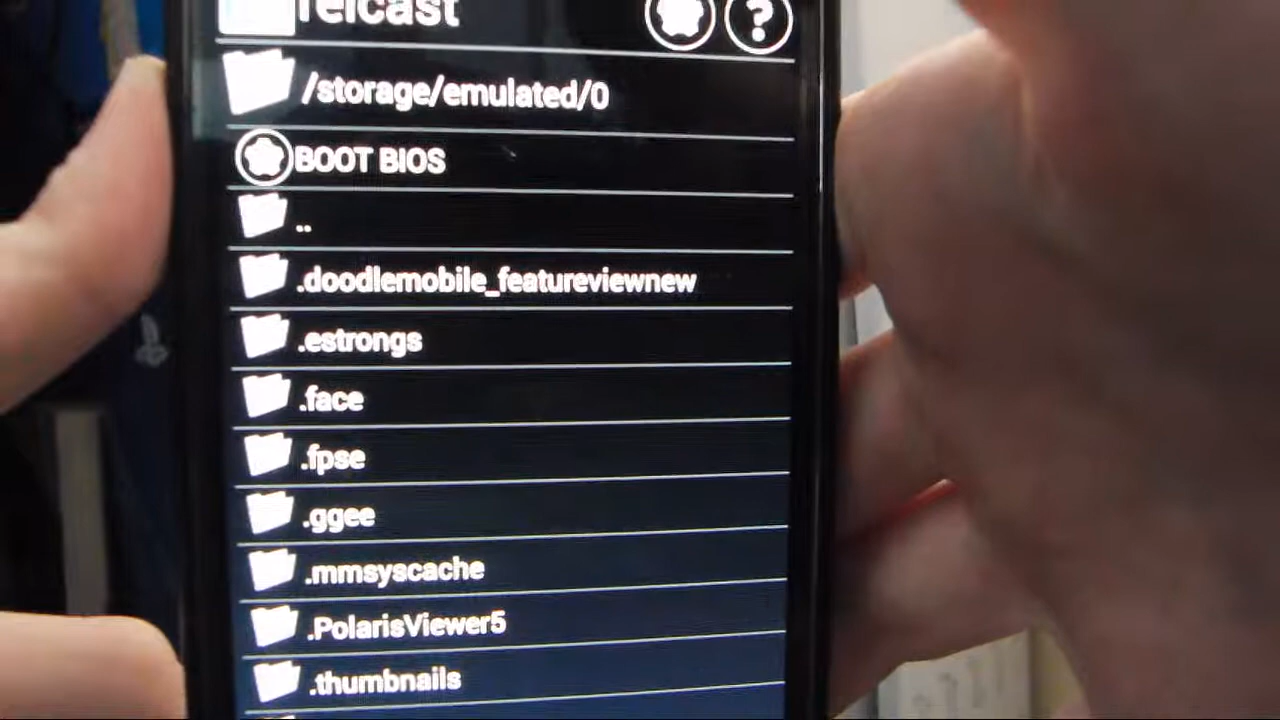 reicast
?
/storage/emulated/0
BOOT BIOS
..
.doodlemobile_featureviewnew
.estrongs
.face
.fpse
.ggee
.mmsyscache
.PolarisViewer5
.thumbnails